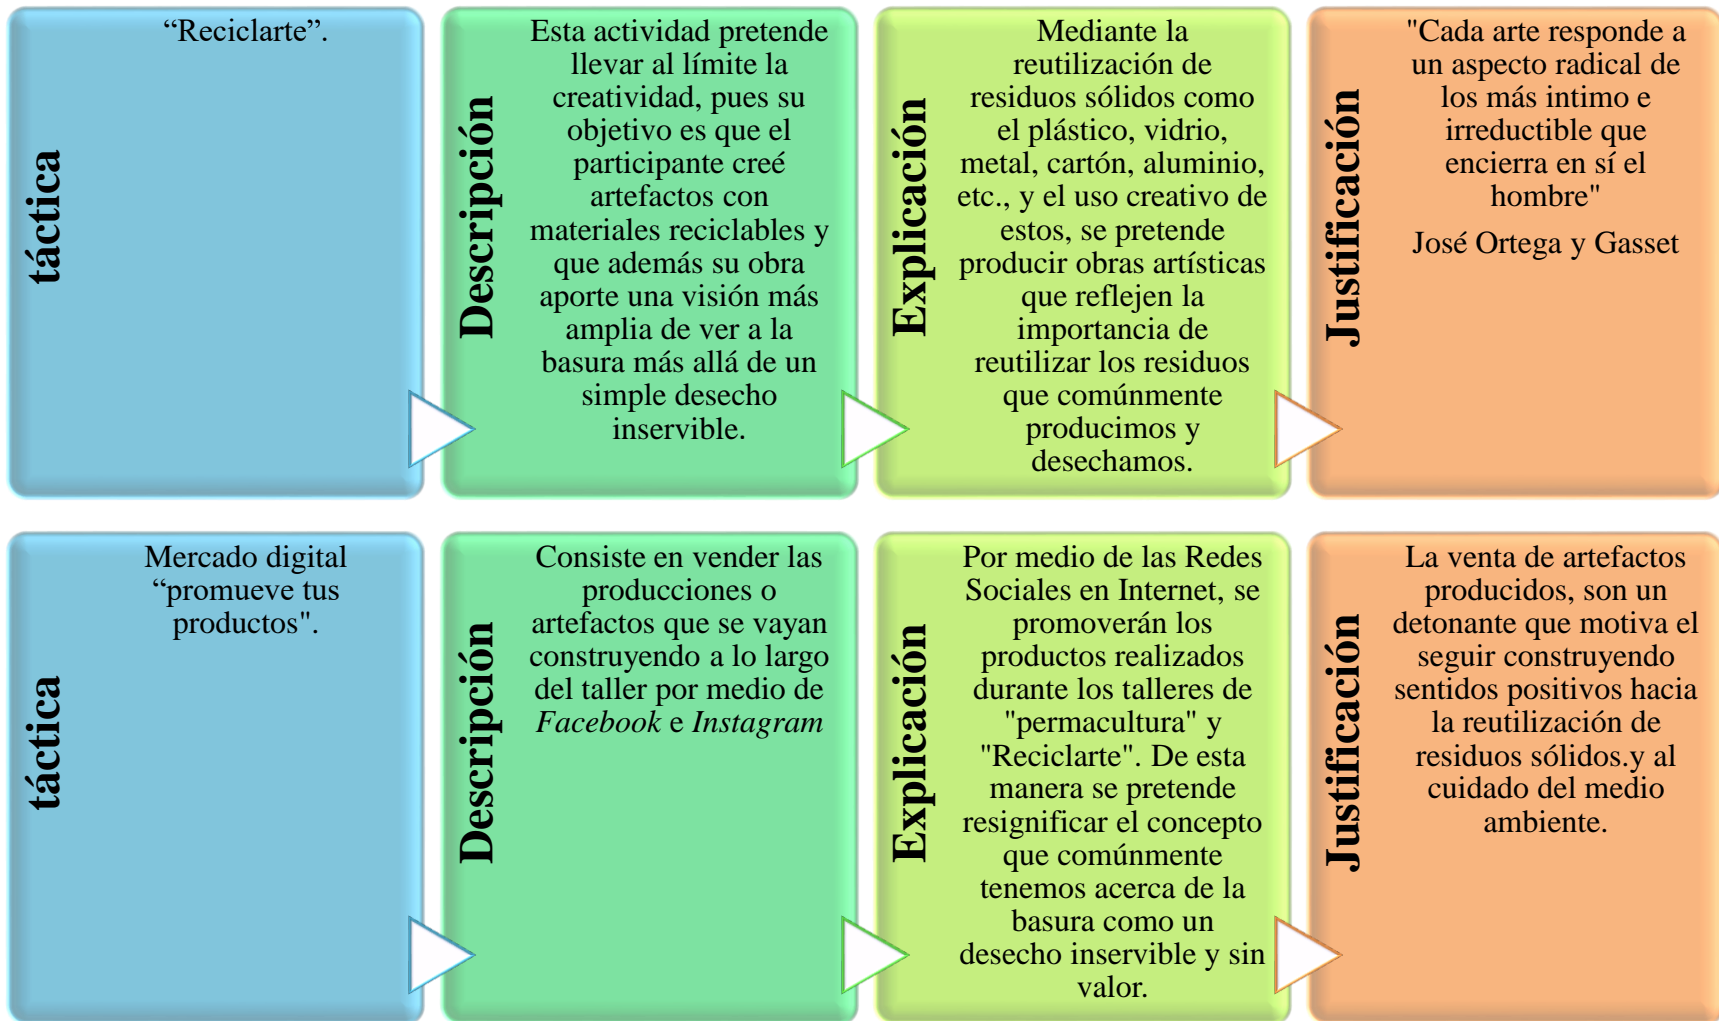 táctica
“Reciclarte”.
Descripción
Esta actividad pretende
llevar al límite la
creatividad, pues su
objetivo es que el
participante creé
artefactos con
materiales reciclables y
que además su obra
aporte una visión más
amplia de ver a la
basura más allá de un
simple desecho
inservible.
Explicación
Mediante la
reutilización de
residuos sólidos como
el plástico, vidrio,
metal, cartón, aluminio,
etc., y el uso creativo de
estos, se pretende
producir obras artísticas
que reflejen la
importancia de
reutilizar los residuos
que comúnmente
producimos y
desechamos.
Justificación
"Cada arte responde a
un aspecto radical de
los más intimo e
irreductible que
encierra en sí el
hombre"
José Ortega y Gasset
táctica
Mercado digital
“promueve tus
productos".
Descripción
Consiste en vender las
producciones o
artefactos que se vayan
construyendo a lo largo
del taller por medio de
Facebook e Instagram
Explicación
Por medio de las Redes
Sociales en Internet, se
promoverán los
productos realizados
durante los talleres de
"permacultura" y
"Reciclarte". De esta
manera se pretende
resignificar el concepto
que comúnmente
tenemos acerca de la
basura como un
desecho inservible y sin
valor.
Justificación
La venta de artefactos
producidos, son un
detonante que motiva el
seguir construyendo
sentidos positivos hacia
la reutilización de
residuos sólidos.y al
cuidado del medio
ambiente.